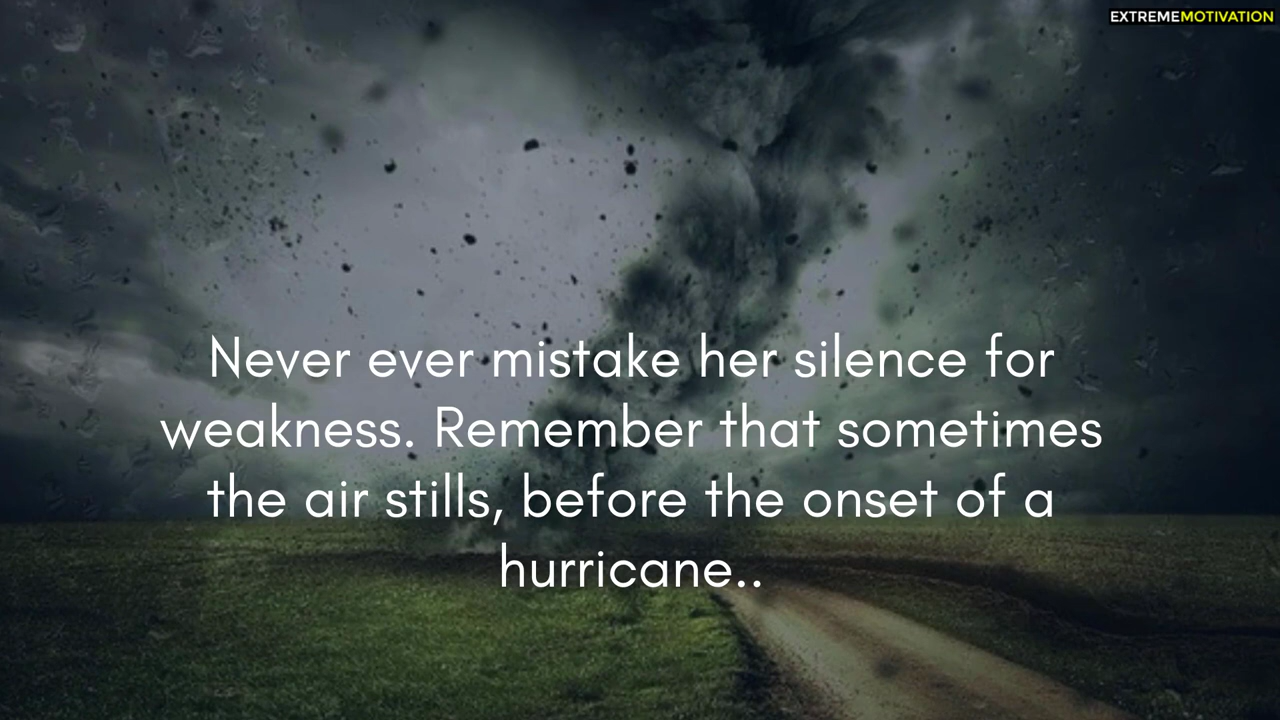 EXTREMEMOTIVATION
Never ever mistake her silence for
weakness. Remember that sometimes
the air stills, before the onset of a
hurricane..